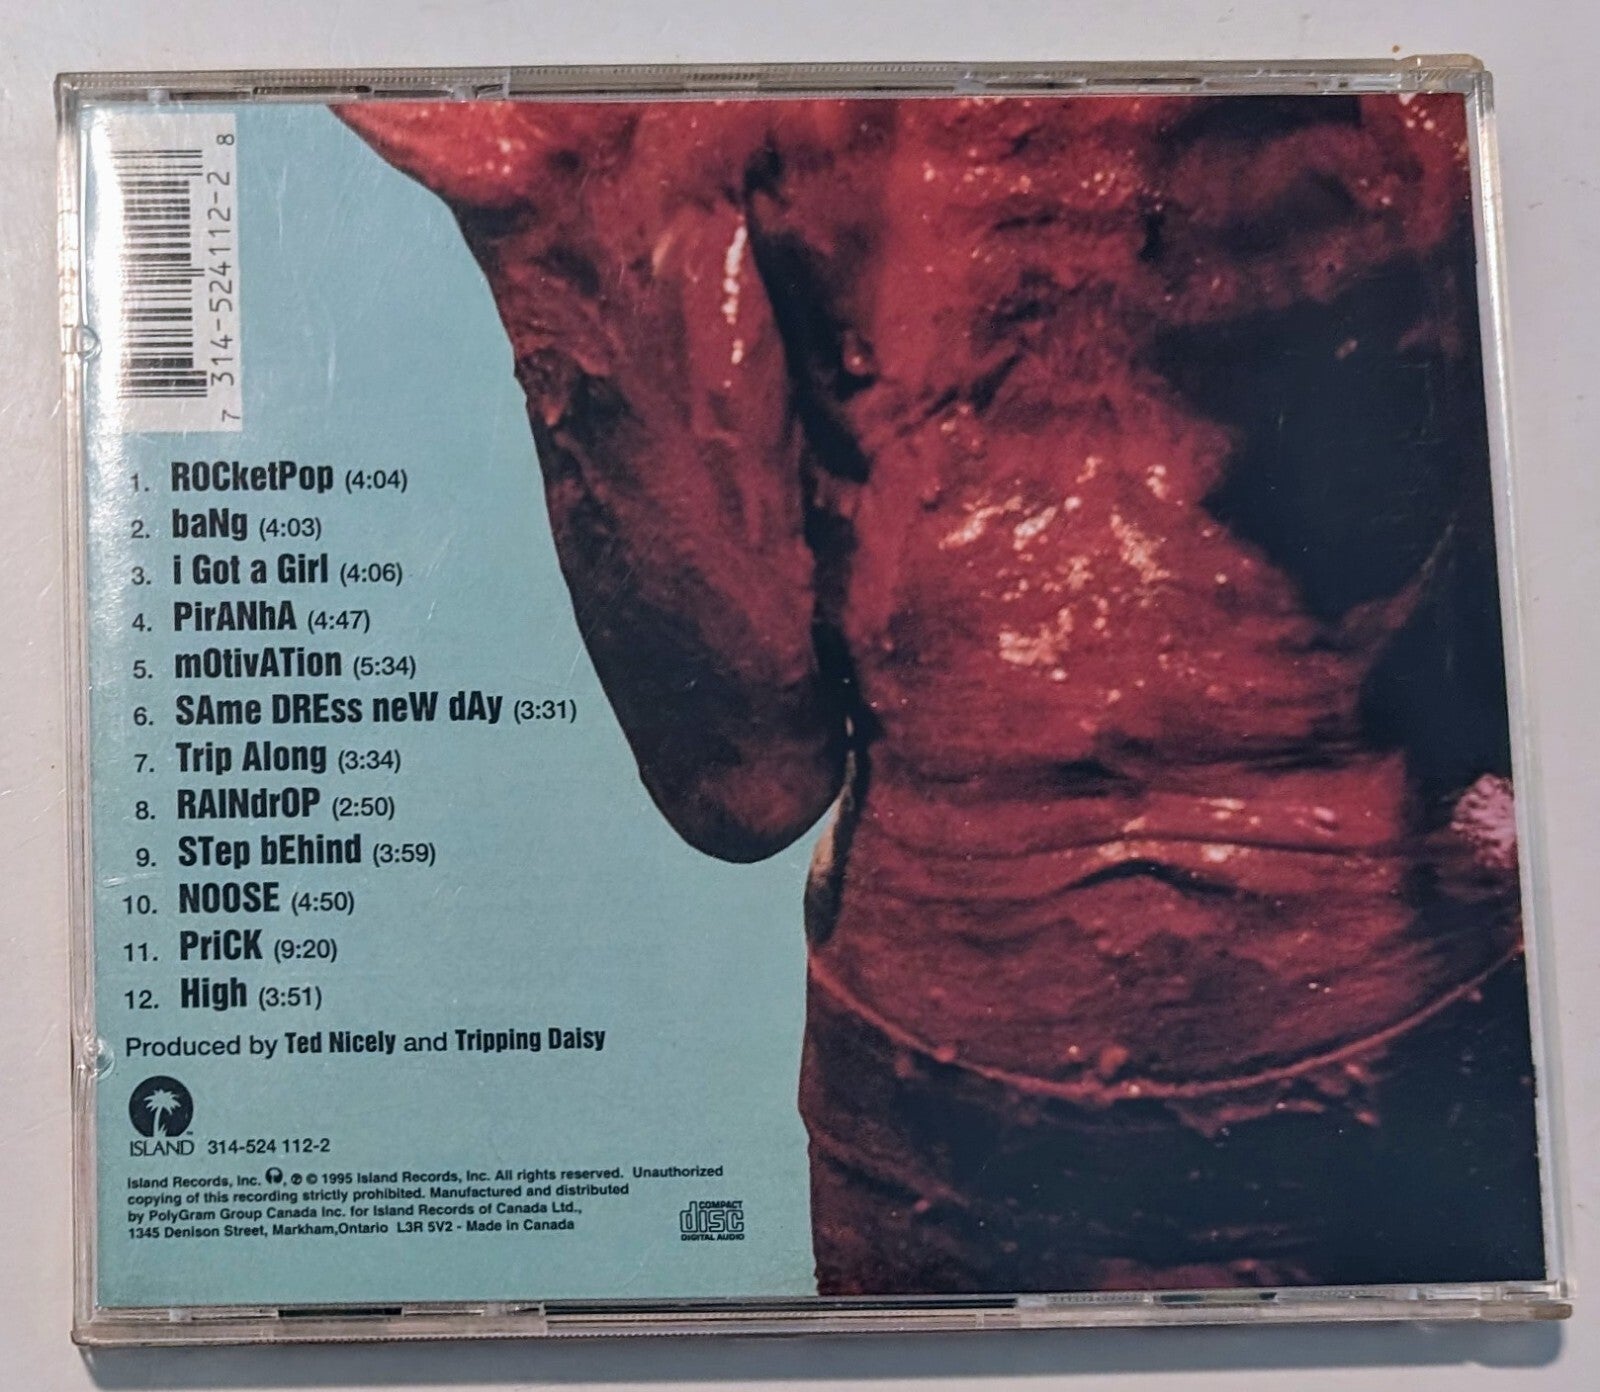 7 314-524112-2 8
1. ROCketPop (4:04)
2. baNg (4:03)
3. i Got a Girl (4:06)
4. PirANhA (4:47)
5. mOtivATion (5:34)
6. SAme DREss neW dAy (3:31)
7. Trip Along (3:34)
8. RAINdrOP (2:50)
9. STep bEhind (3:59)
10. NOOSE (4:50)
11. PriCK (9:20)
12. High (3:51)
Produced by Ted Nicely and Tripping Daisy
ISLAND 314-524 112-2
Island Records, Inc. , ℗ © 1995 Island Records, Inc. All rights reserved. Unauthorized
copying of this recording strictly prohibited. Manufactured and distributed
by PolyGram Group Canada Inc. for Island Records of Canada Ltd.,
1345 Denison Street, Markham,Ontario L3R 5V2 - Made in Canada
COMPACT
disc
DIGITAL AUDIO